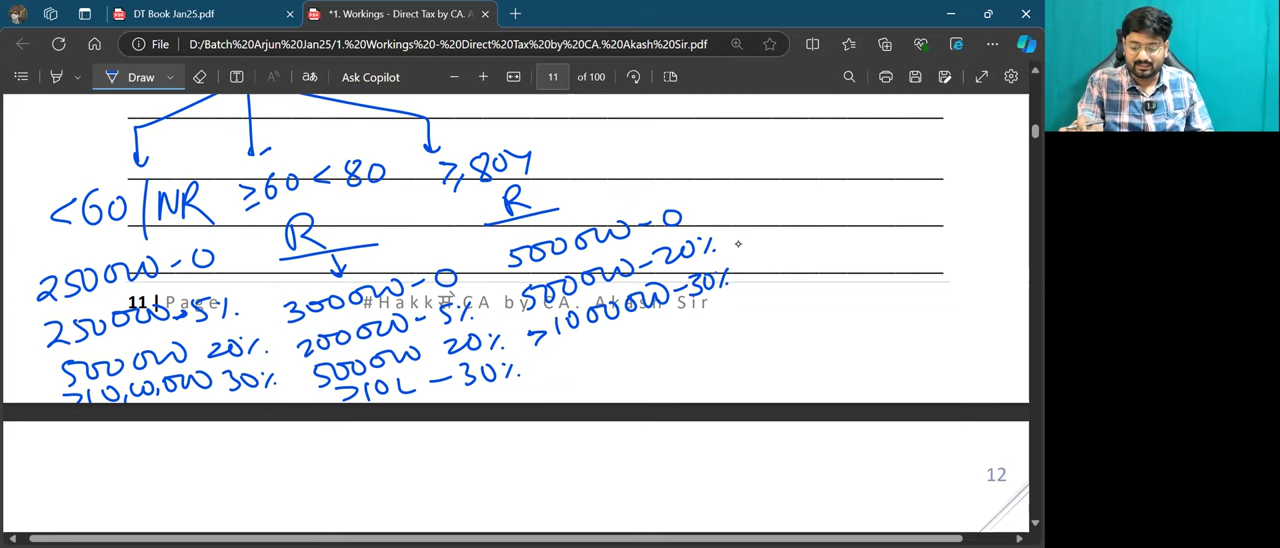 DT Book Jan25.pdf
*1. Workings - Direct Tax by CA. A
File
D:/Batch%20Arjun%20Jan25/1.%20Workings%20-%20Direct%20Tax%20by%20CA.%20Akash%20Sir.pdf
Draw
Ask Copilot
11 of 100
<60 | NR
≥60 < 80
R
≥, 80Y
R
250000 - 0
250000 - 5%
500000 20%
>10,00,000 30%
300000 - 0
200000 - 5%
500000 20%
>10L - 30%
500000 - 0
500000 - 20%
>1000000 - 30%
11 | Page
#Hakk CA by CA. Akash Sir
12